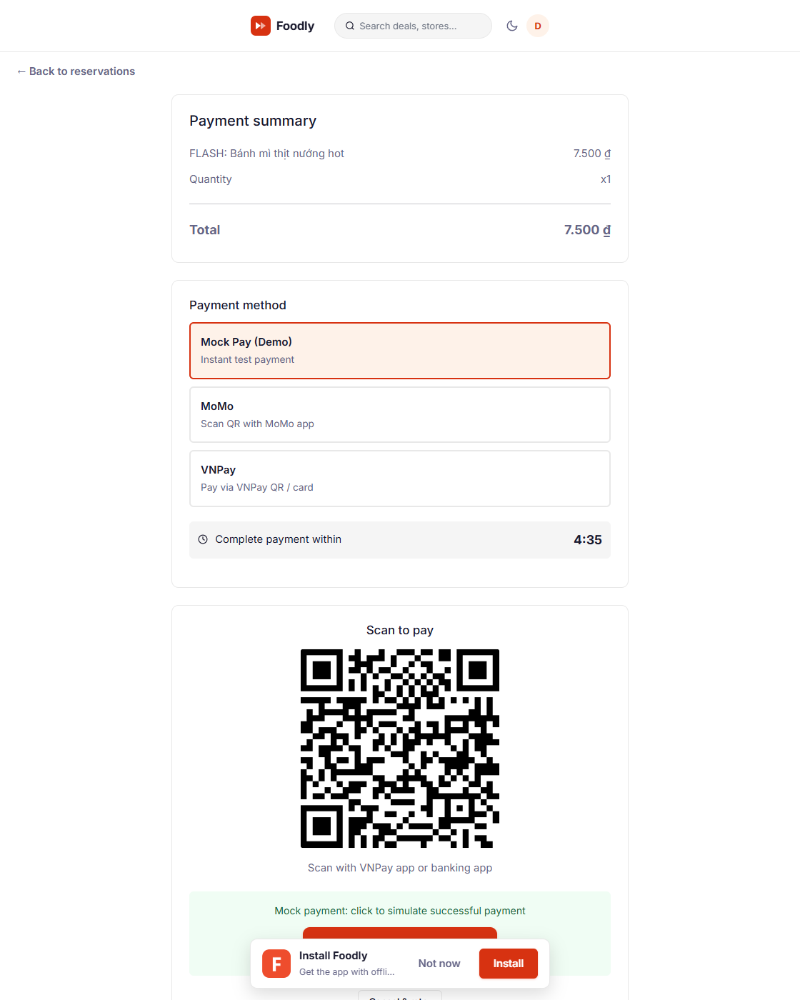 Foodly
Search deals, stores...
D
← Back to reservations
Payment summary
FLASH: Bánh mì thịt nướng hot 7.500 ₫
Quantity x1
Total 7.500 ₫
Payment method
Mock Pay (Demo)
Instant test payment
MoMo
Scan QR with MoMo app
VNPay
Pay via VNPay QR / card
Complete payment within 4:35
Scan to pay
Scan with VNPay app or banking app
Mock payment: click to simulate successful payment
F
Install Foodly
Get the app with offli...
Not now
Install